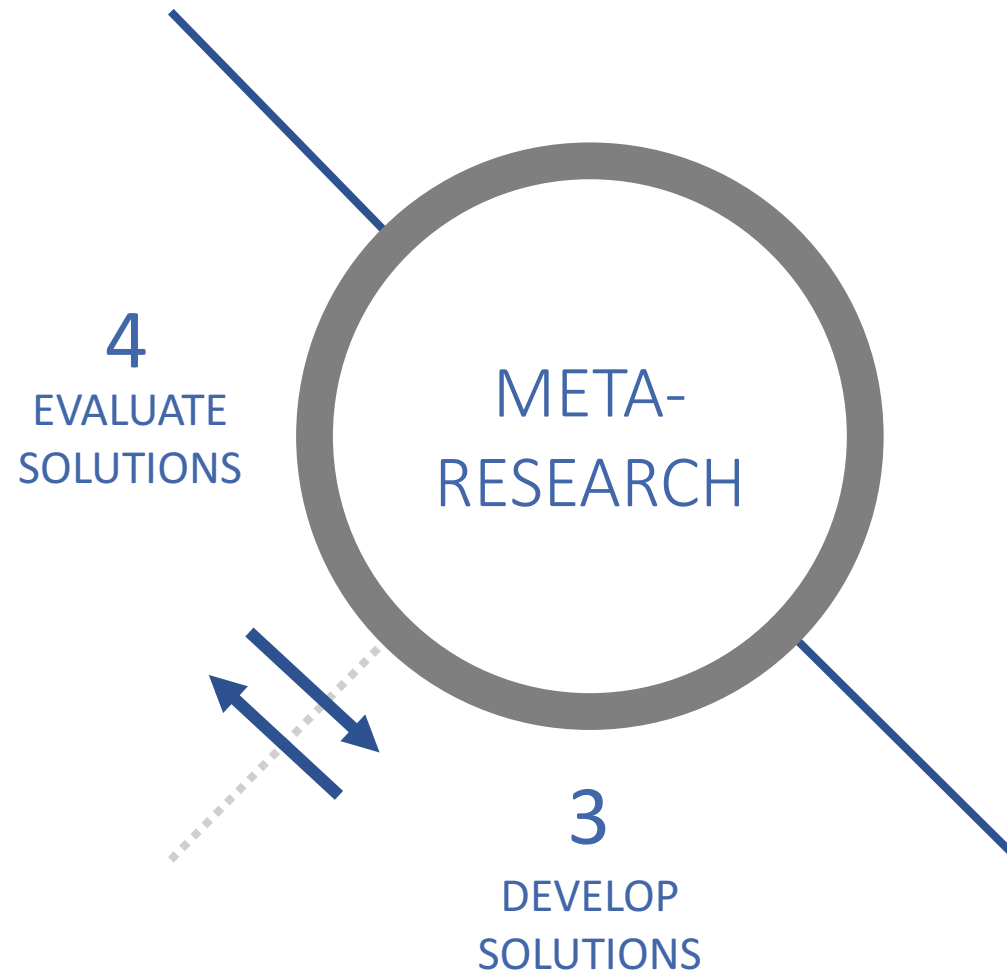 4
EVALUATE
SOLUTIONS
META-
RESEARCH
3
DEVELOP
SOLUTIONS